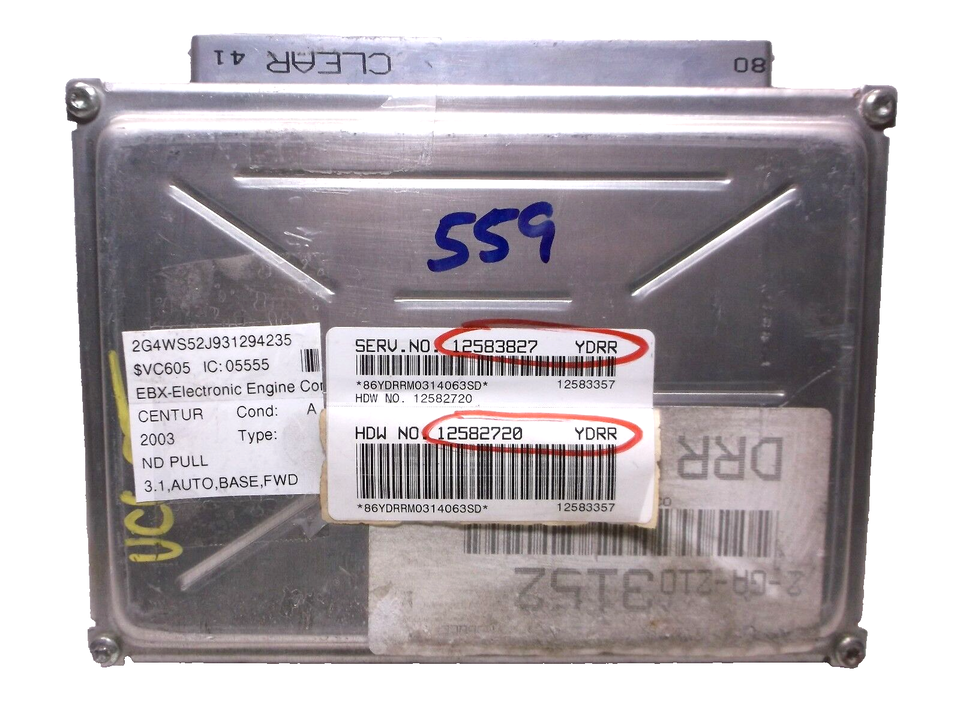 CLEAR 41
80
559
2G4WS52J931294235
$VC605 IC:05555
EBX-Electronic Engine Con
CENTUR Cond: A
2003 Type:
ND PULL
3.1,AUTO,BASE,FWD
SERV.NO. 12583827 YDRR
*86YDRRM0314063SD* 12583357
HDW NO. 12582720
HDW NO. 12582720 YDRR
*86YDRRM0314063SD* 12583357
DRR
3152